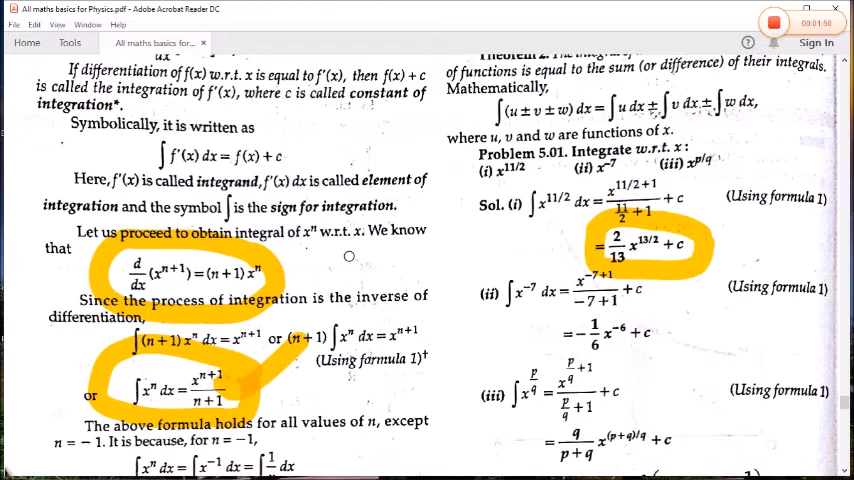 All maths basics for Physics.pdf - Adobe Acrobat Reader DC
File Edit View Window Help
00:01:50
Home Tools All maths basics for... × Sign In
dx
If differentiation of f(x) w.r.t. x is equal to f'(x), then f(x) + c
is called the integration of f'(x), where c is called constant of
integration*.
Symbolically, it is written as
∫ f'(x) dx = f(x) + c
Here, f'(x) is called integrand, f'(x) dx is called element of
integration and the symbol ∫ is the sign for integration.
Let us proceed to obtain integral of xⁿ w.r.t. x. We know
that
d/dx (xⁿ⁺¹) = (n + 1) xⁿ
Since the process of integration is the inverse of
differentiation,
∫ (n + 1) xⁿ dx = xⁿ⁺¹ or (n + 1) ∫ xⁿ dx = xⁿ⁺¹
(Using formula 1)†
or ∫ xⁿ dx = xⁿ⁺¹/n + 1
The above formula holds for all values of n, except
n = – 1. It is because, for n = –1,
∫ xⁿ dx = ∫ x⁻¹ dx = ∫ 1/x dx
of functions is equal to the sum (or difference) of their integrals.
Mathematically,
∫ (u ± v ± w) dx = ∫ u dx ± ∫ v dx ± ∫ w dx,
where u, v and w are functions of x.
Problem 5.01. Integrate w.r.t. x :
(i) x^11/2 (ii) x⁻⁷ (iii) x^p/q
Sol. (i) ∫ x^11/2 dx = x^(11/2+1)/(11/2 + 1) + c (Using formula 1)
= 2/13 x^13/2 + c
(ii) ∫ x⁻⁷ dx = x^(–7+1)/(–7 + 1) + c (Using formula 1)
= – 1/6 x⁻⁶ + c
(iii) ∫ x^(p/q) = x^(p/q + 1)/(p/q + 1) + c (Using formula 1)
= q/(p + q) x^(p+q)/q + c